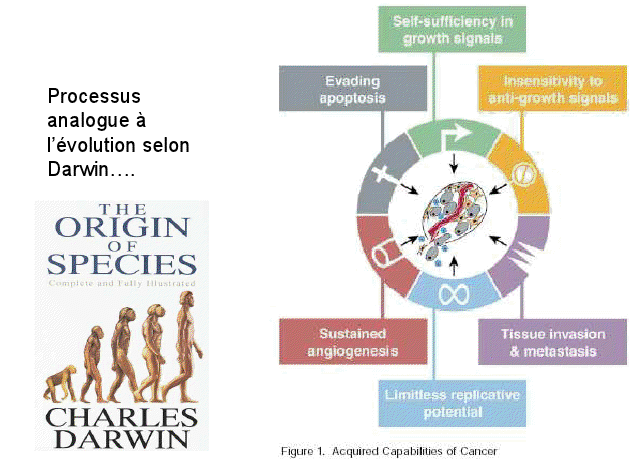 Processus
analogue à
l'évolution selon
Darwin....
THE
ORIGIN
OF
SPECIES
Complete and Fully Illustrated
CHARLES
DARWIN
Self-sufficiency in
growth signals
Evading
apoptosis
Insensitivity to
anti-growth signals
Sustained
angiogenesis
Tissue invasion
& metastasis
Limitless replicative
potential
Figure 1. Acquired Capabilities of Cancer